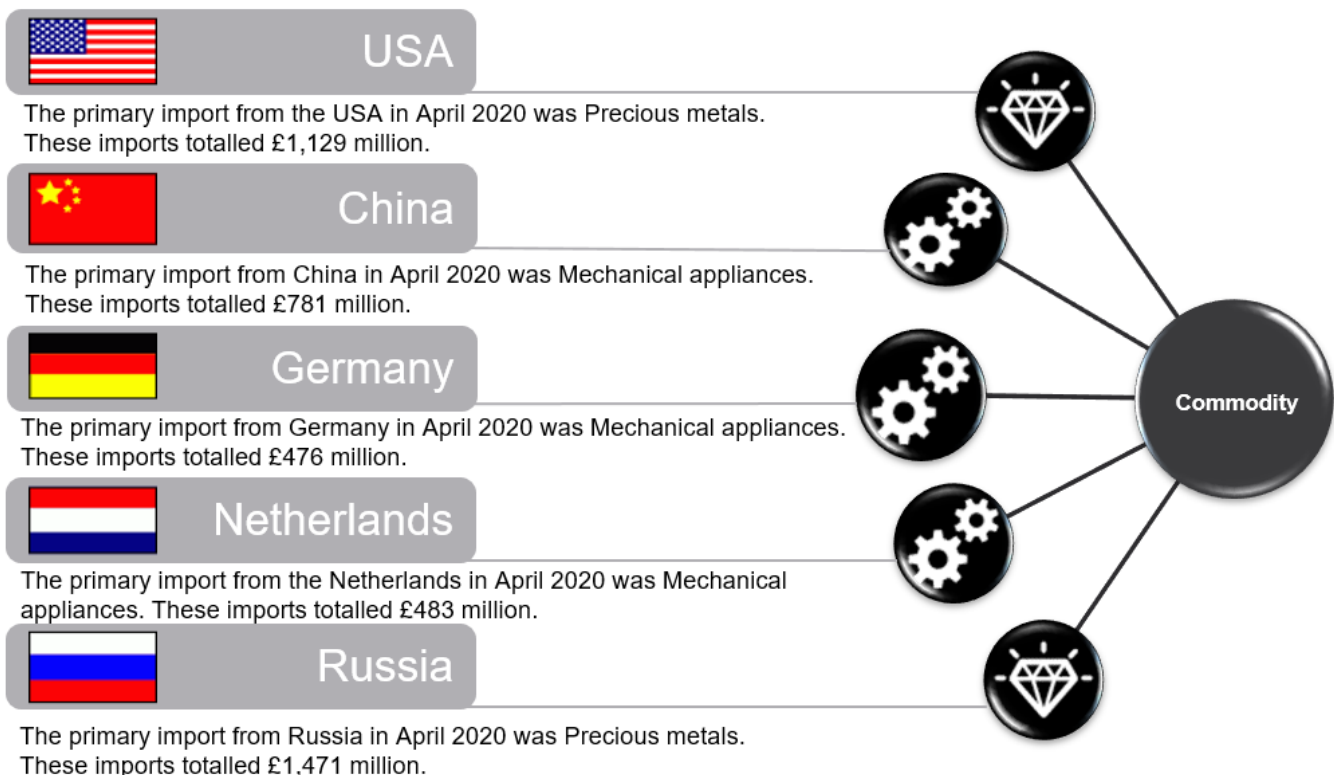 USA
The primary import from the USA in April 2020 was Precious metals.
These imports totalled £1,129 million.
China
The primary import from China in April 2020 was Mechanical appliances.
These imports totalled £781 million.
Germany
The primary import from Germany in April 2020 was Mechanical appliances.
These imports totalled £476 million.
Netherlands
The primary import from the Netherlands in April 2020 was Mechanical
appliances. These imports totalled £483 million.
Russia
The primary import from Russia in April 2020 was Precious metals.
These imports totalled £1,471 million.
Commodity